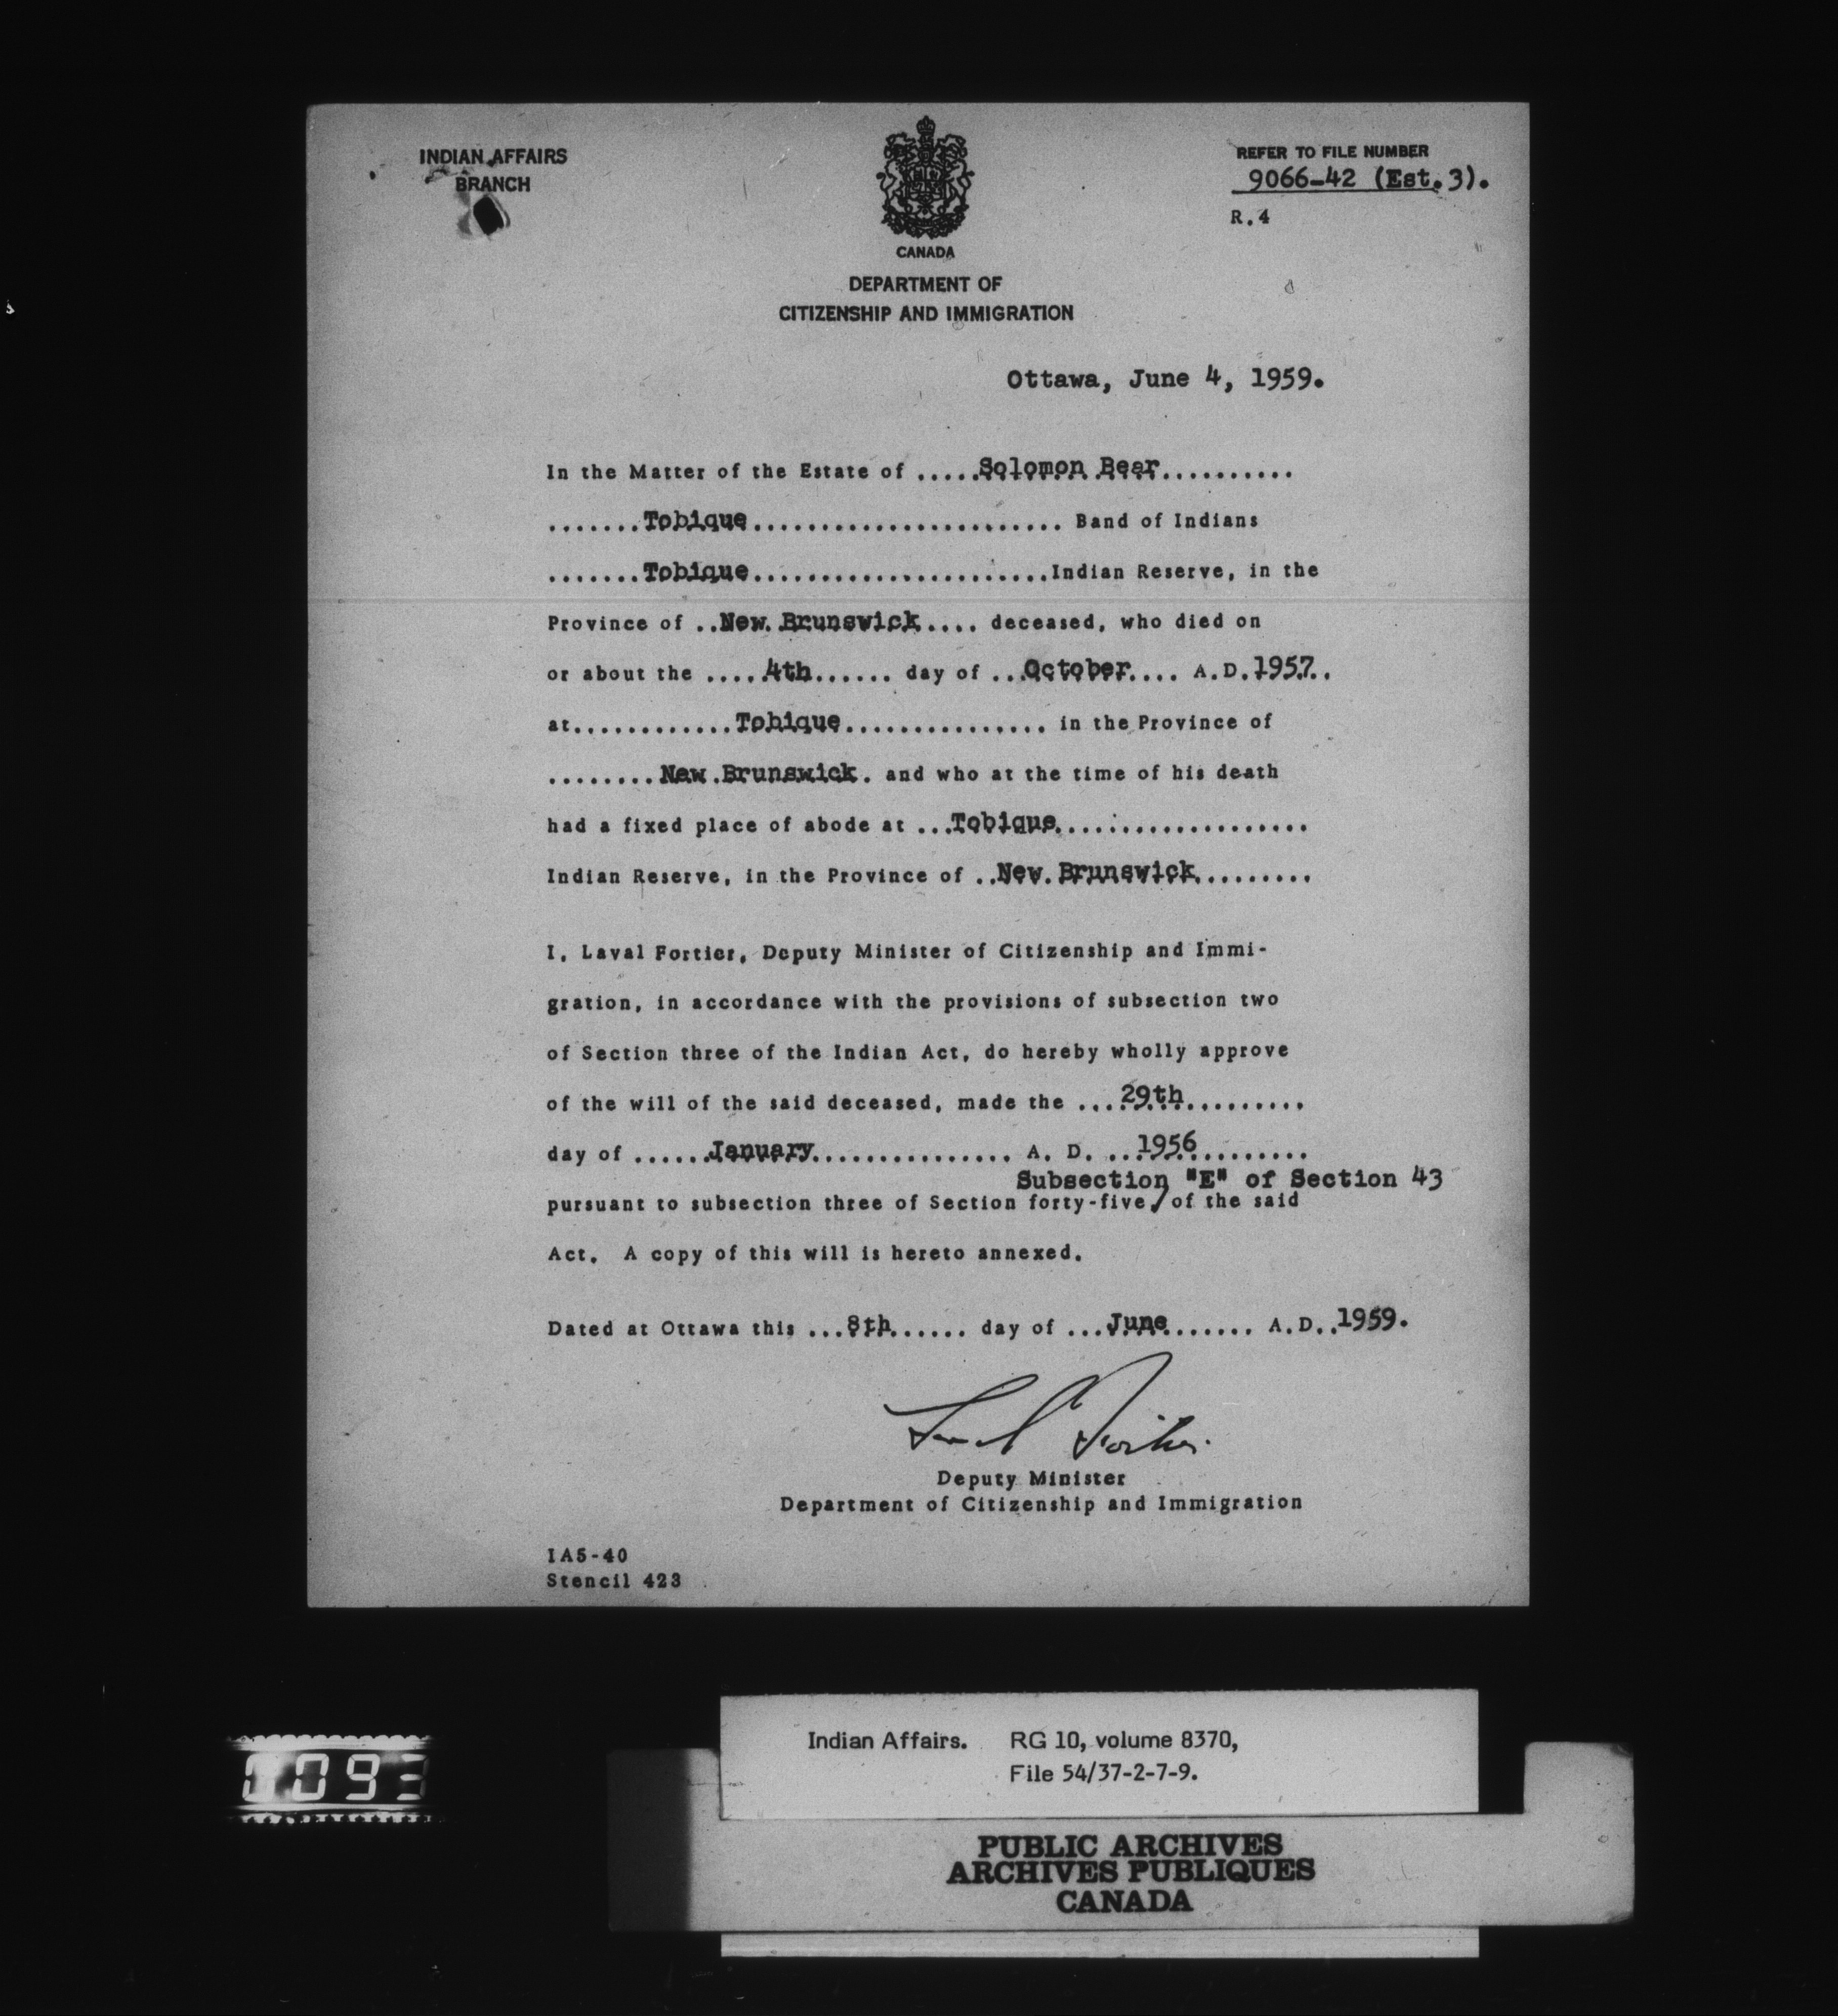 INDIAN AFFAIRS
BRANCH
REFER TO FILE NUMBER
9066-42 (Est. 3).
R.4
CANADA
DEPARTMENT OF
CITIZENSHIP AND IMMIGRATION
Ottawa, June 4, 1959.
In the Matter of the Estate of .....Solomon Bear..........
.......Tobique....................... Band of Indians
.......Tobique......................Indian Reserve, in the
Province of ..New Brunswick.... deceased, who died on
or about the .....4th...... day of ...October.... A.D. 1957..
at............Tobique............... in the Province of
........New Brunswick. and who at the time of his death
had a fixed place of abode at ...Tobique...................
Indian Reserve, in the Province of ..New Brunswick.........
I, Laval Fortier, Deputy Minister of Citizenship and Immi-
gration, in accordance with the provisions of subsection two
of Section three of the Indian Act, do hereby wholly approve
of the will of the said deceased, made the ...29th.........
day of ......January............... A. D. ...1956........
Subsection "E" of Section 43
pursuant to subsection three of Section forty-five,/of the said
Act. A copy of this will is hereto annexed.
Dated at Ottawa this ...8th...... day of ...June....... A.D..1959.
Laval Fortier
Deputy Minister
Department of Citizenship and Immigration
IA5-40
Stencil 423
Indian Affairs. RG 10, volume 8370,
File 54/37-2-7-9.
0093
PUBLIC ARCHIVES
ARCHIVES PUBLIQUES
CANADA